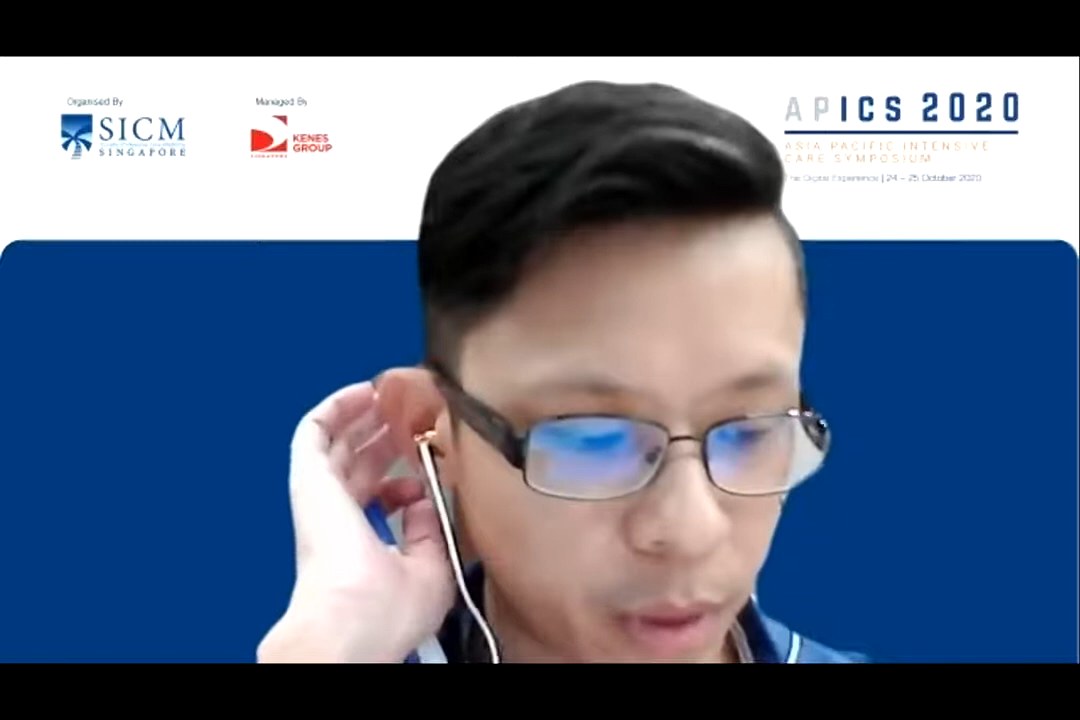 Organised By
SICM
SINGAPORE
Managed By
KENES
GROUP
APICS 2020
ASIA PACIFIC INTENSIVE
CARE SYMPOSIUM
The Digital Experience | 24 – 25 October 2020